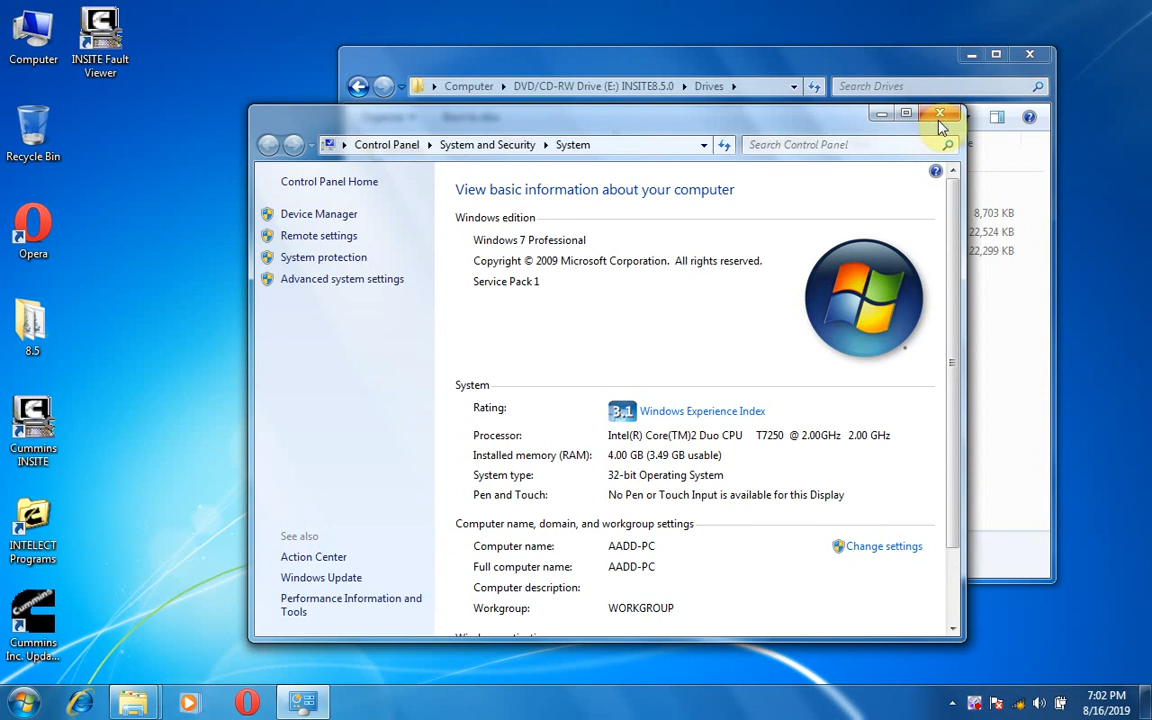 Computer
INSITE Fault
Viewer
Recycle Bin
Opera
8.5
Cummins
INSITE
INTELECT
Programs
Cummins
Cummins
Inc. Upda...
Computer
DVD/CD-RW Drive (E:) INSITE8.5.0
Drives
Search Drives
8,703 KB
22,524 KB
22,299 KB
Control Panel
System and Security
System
Search Control Panel
Control Panel Home
Device Manager
Remote settings
System protection
Advanced system settings
See also
Action Center
Windows Update
Performance Information and
Tools
View basic information about your computer
Windows edition
Windows 7 Professional
Copyright © 2009 Microsoft Corporation. All rights reserved.
Service Pack 1
System
Rating:
3.1 Windows Experience Index
Processor: Intel(R) Core(TM)2 Duo CPU T7250 @ 2.00GHz 2.00 GHz
Installed memory (RAM): 4.00 GB (3.49 GB usable)
System type: 32-bit Operating System
Pen and Touch: No Pen or Touch Input is available for this Display
Computer name, domain, and workgroup settings
Computer name: AADD-PC
Change settings
Full computer name: AADD-PC
Computer description:
Workgroup: WORKGROUP
7:02 PM
8/16/2019